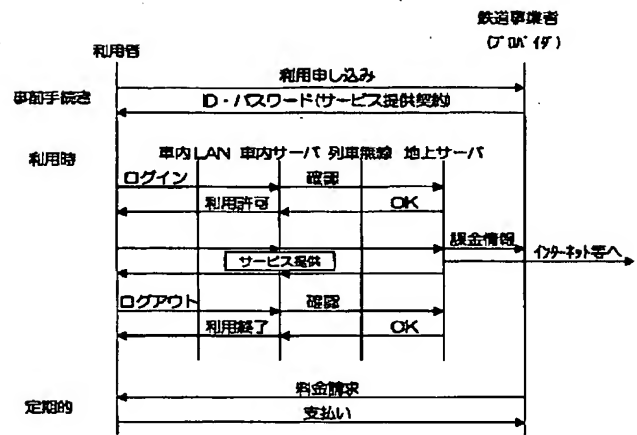 鉄道事業者
利用者
(プロバイダ)
利用申し込み
事前手続き
ID・パスワード(サービス提供契約)
利用時
車内LAN 車内サーバ 列車無線 地上サーバ
ログイン 確認
利用許可 OK
課金情報
サービス提供
インターネット等へ
ログアウト 確認
利用終了 OK
料金請求
定期的
支払い